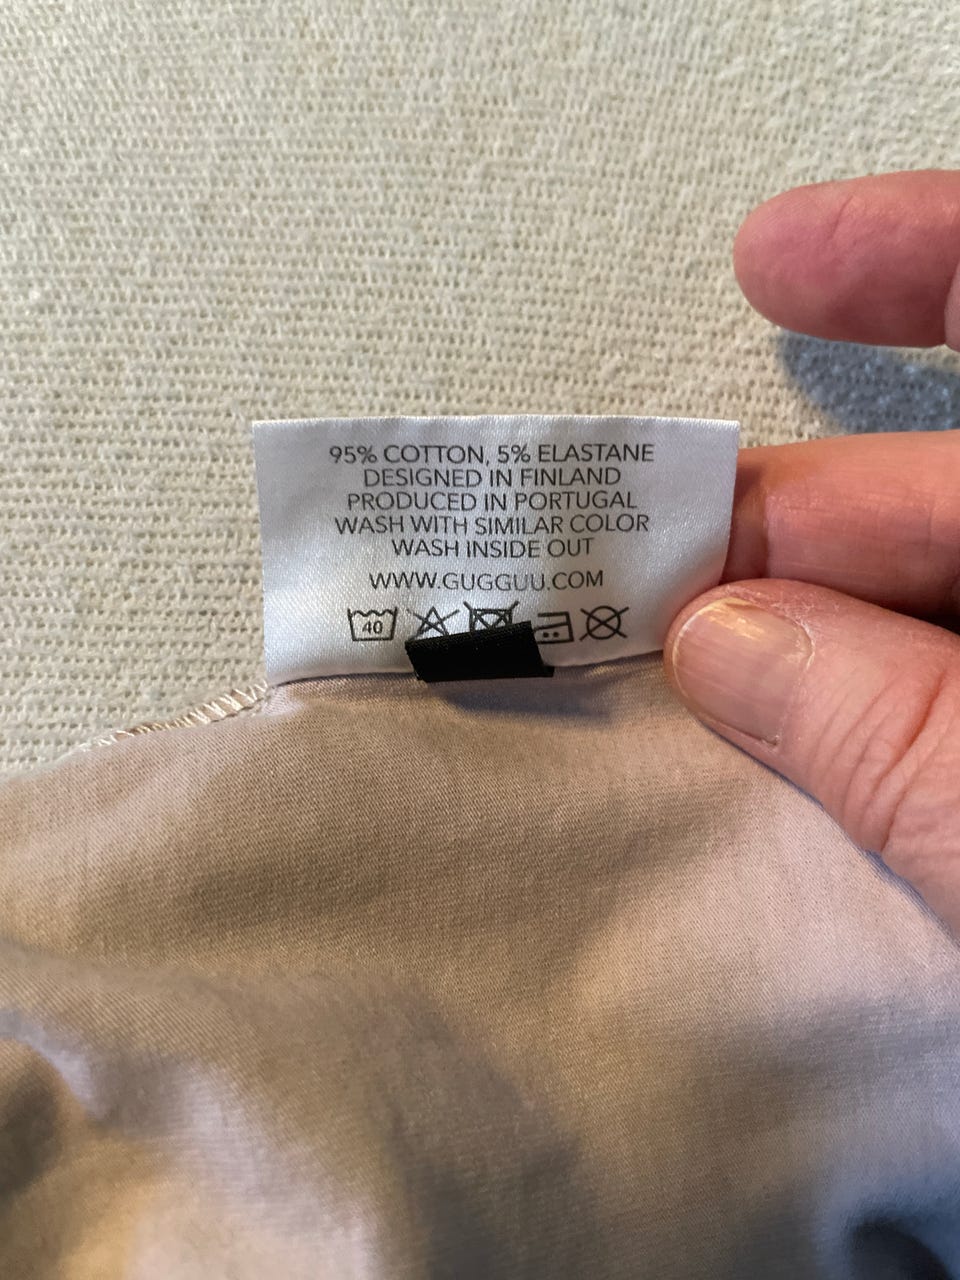 95% COTTON, 5% ELASTANE
DESIGNED IN FINLAND
PRODUCED IN PORTUGAL
WASH WITH SIMILAR COLOR
WASH INSIDE OUT
WWW.GUGGUU.COM
40